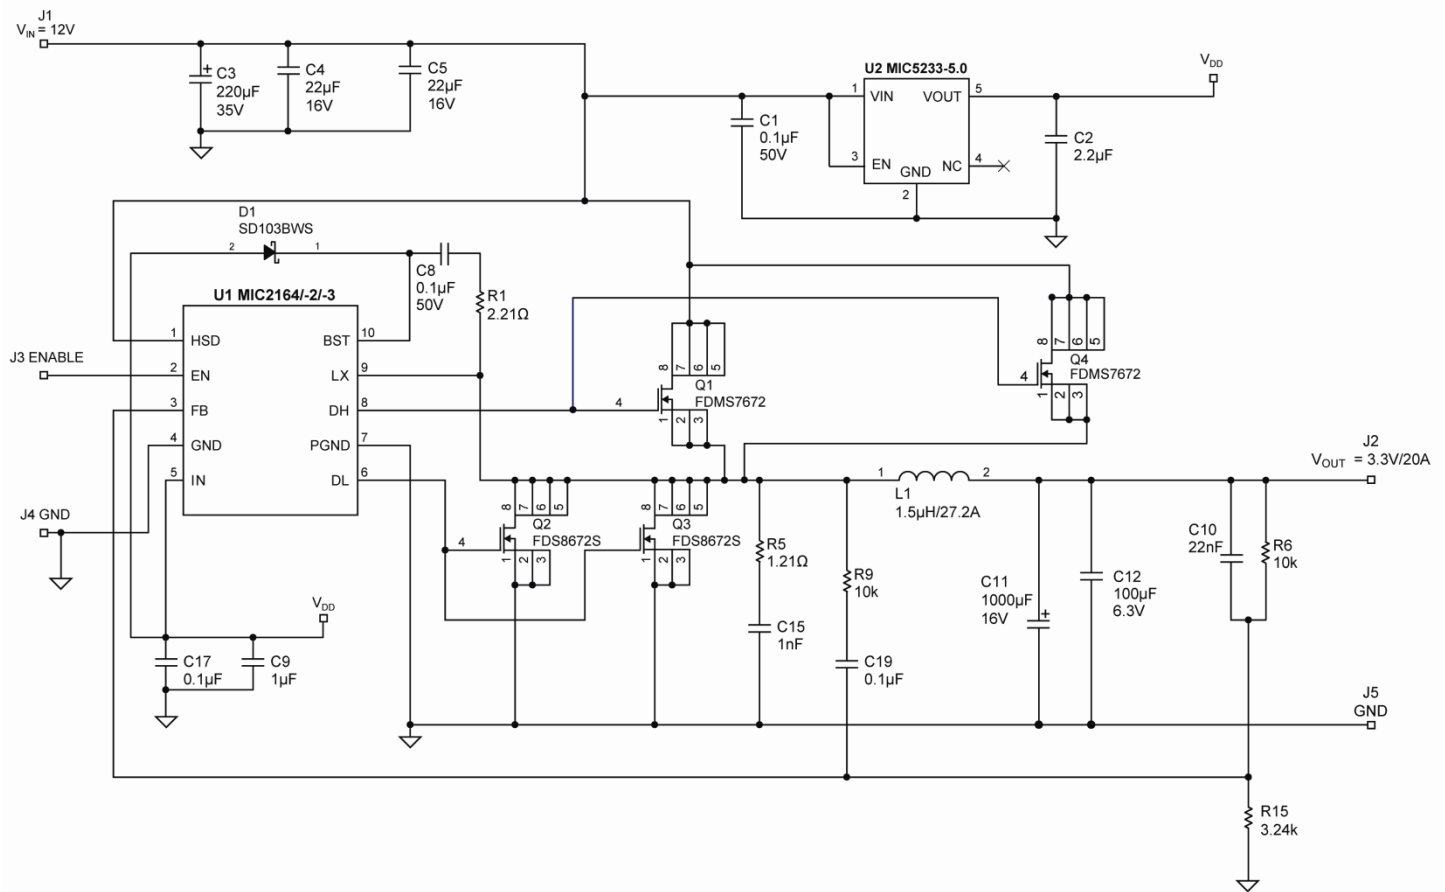 J1
VIN = 12V
C3
220µF
35V
C4
22µF
16V
C5
22µF
16V
U2 MIC5233-5.0
1
VIN
VOUT
5
VDD
C1
0.1µF
50V
3
EN
GND
NC
4
2
C2
2.2µF
D1
SD103BWS
2
1
C8
0.1µF
50V
R1
2.21Ω
U1 MIC2164/-2/-3
1
HSD
BST
10
J3 ENABLE
2
EN
LX
9
3
FB
DH
8
4
GND
PGND
7
5
IN
DL
6
J4 GND
8
7
6
5
Q1
FDMS7672
4
1
2
3
8
7
6
5
Q4
FDMS7672
4
1
2
3
J2
VOUT = 3.3V/20A
8
7
6
5
Q2
FDS8672S
4
1
2
3
8
7
6
5
Q3
FDS8672S
1
2
3
1
2
L1
1.5µH/27.2A
R5
1.21Ω
C15
1nF
R9
10k
C19
0.1µF
C11
1000µF
16V
C12
100µF
6.3V
C10
22nF
R6
10k
VDD
C17
0.1µF
C9
1µF
J5
GND
R15
3.24k